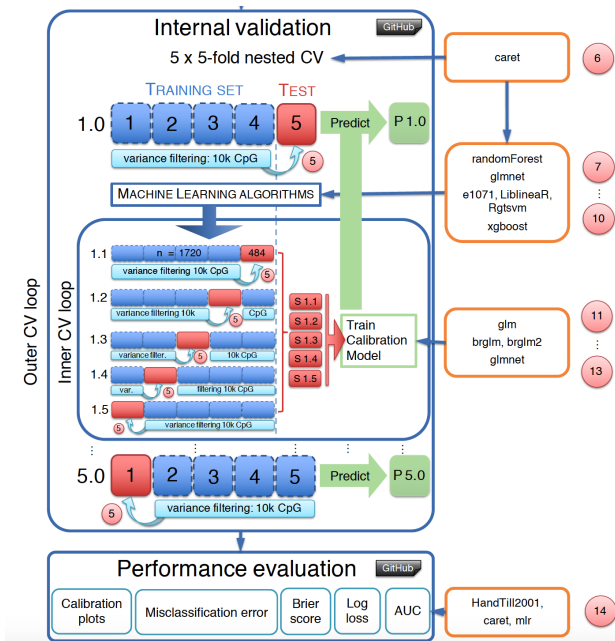 Internal validation
GitHub
5 x 5-fold nested CV
caret
6
TRAINING SET
TEST
1.0
1
2
3
4
5
Predict
P 1.0
variance filtering: 10k CpG
5
randomForest
glmnet
e1071, LiblineaR,
Rgtsvm
xgboost
7
10
MACHINE LEARNING ALGORITHMS
Outer CV loop
Inner CV loop
1.1
n = 1720
484
variance filtering 10k CpG
5
1.2
variance filtering 10k
5
CpG
1.3
variance filter.
5
10k CpG
1.4
var.
5
filtering 10k CpG
1.5
5
variance filtering 10k CpG
S 1.1
S 1.2
S 1.3
S 1.4
S 1.5
Train
Calibration
Model
glm
brglm, brglm2
glmnet
11
13
5.0
1
2
3
4
5
Predict
P 5.0
5
variance filtering: 10k CpG
Performance evaluation
GitHub
Calibration
plots
Misclassification error
Brier
score
Log
loss
AUC
HandTill2001,
caret, mlr
14